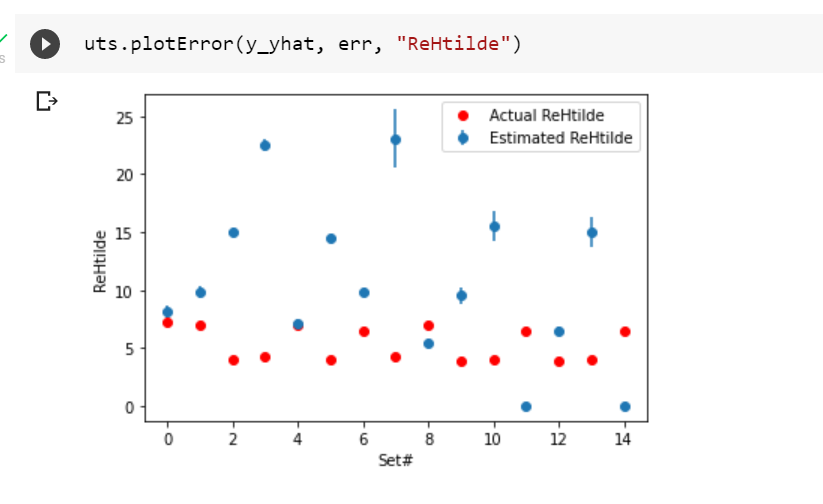 uts.plotError(y_yhat, err, "ReHtilde")
s
25
20
15
10
5
0
ReHtilde
Actual ReHtilde
Estimated ReHtilde
0 2 4 6 8 10 12 14
Set#